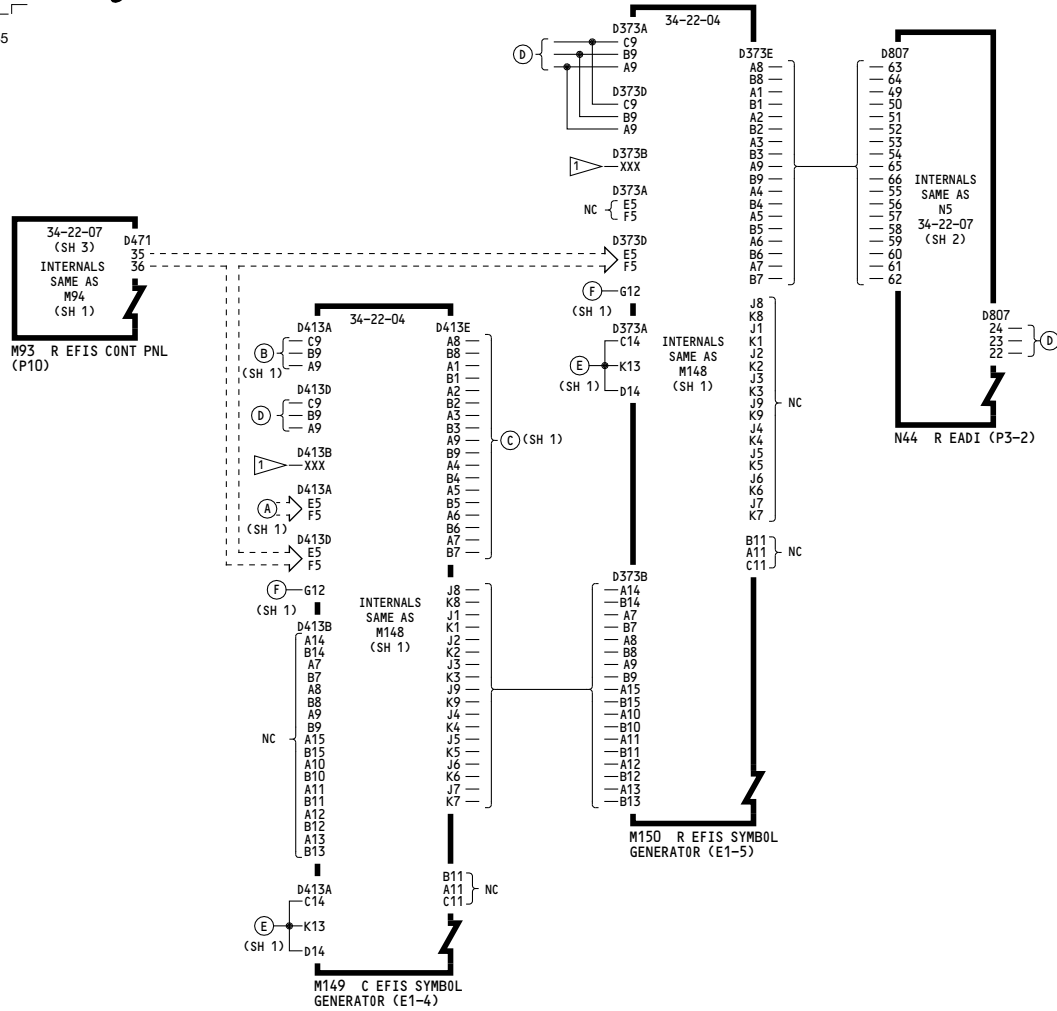 5
34-22-07
(SH 3)
INTERNALS
SAME AS
M94
(SH 1)
D471
35
36
M93 R EFIS CONT PNL
(P10)
34-22-04
D413A
C9
B9
A9
B
(SH 1)
D413D
C9
B9
A9
D
D413B
1
XXX
D413A
E5
F5
A
(SH 1)
D413D
E5
F5
F
G12
(SH 1)
D413B
A14
B14
A7
B7
A8
B8
A9
B9
A15
B15
A10
B10
A11
B11
A12
B12
A13
B13
NC
D413A
C14
K13
D14
E
(SH 1)
INTERNALS
SAME AS
M148
(SH 1)
D413E
A8
B8
A1
B1
A2
B2
A3
B3
A9
B9
A4
B4
A5
B5
A6
B6
A7
B7
C (SH 1)
J8
K8
J1
K1
J2
K2
J3
K3
J9
K9
J4
K4
J5
K5
J6
K6
J7
K7
B11
A11
C11
NC
M149 C EFIS SYMBOL
GENERATOR (E1-4)
34-22-04
D373A
C9
B9
A9
D
D373D
C9
B9
A9
D373B
1
XXX
D373A
E5
F5
NC
D373D
E5
F5
F
G12
(SH 1)
D373A
C14
K13
D14
E
(SH 1)
INTERNALS
SAME AS
M148
(SH 1)
D373B
A14
B14
A7
B7
A8
B8
A9
B9
A15
B15
A10
B10
A11
B11
A12
B12
A13
B13
D373E
A8
B8
A1
B1
A2
B2
A3
B3
A9
B9
A4
B4
A5
B5
A6
B6
A7
B7
J8
K8
J1
K1
J2
K2
J3
K3
J9
K9
J4
K4
J5
K5
J6
K6
J7
K7
NC
B11
A11
C11
NC
M150 R EFIS SYMBOL
GENERATOR (E1-5)
D807
63
64
49
50
51
52
53
54
65
66
55
56
57
58
59
60
61
62
INTERNALS
SAME AS
N5
34-22-07
(SH 2)
D807
24
23
22
D
N44 R EADI (P3-2)